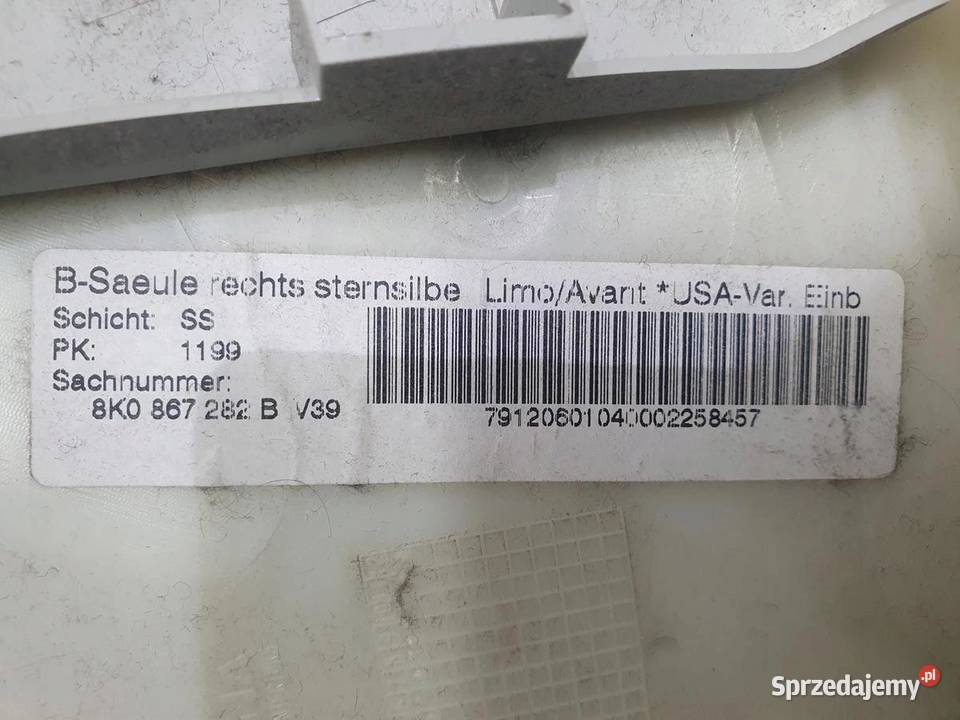 B-Saeule rechts sternsilbe Limo/Avant *USA-Var. Einb
Schicht: SS
PK: 1199
Sachnummer:
8K0 867 282 B V39
79120601040002258457
Sprzedajemy.pl